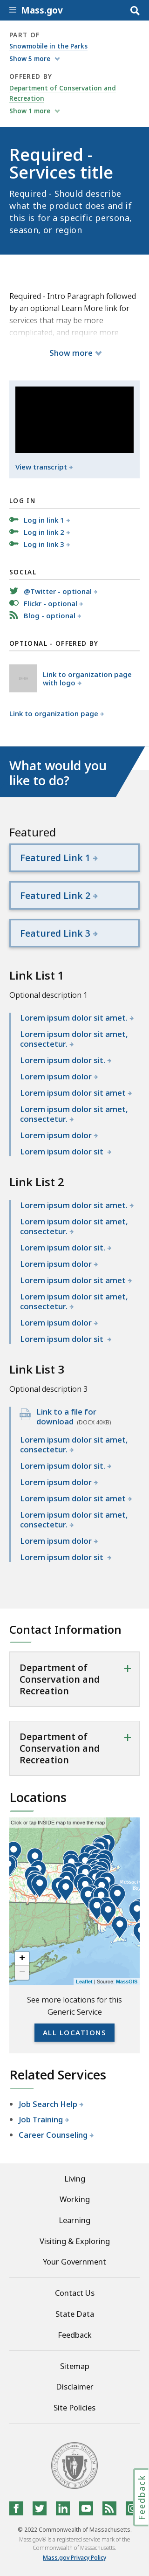 Mass.gov
PART OF
Snowmobile in the Parks
Show 5 more
OFFERED BY
Department of Conservation and
Recreation
Show 1 more
Required -
Services title
Required - Should describe
what the product does and if
this is for a specific person,
season, or region
Required - Intro Paragraph followed
by an optional Learn More link for
services that may be more
complicated, and require more
Show more
View transcript
LOG IN
Log in link 1
Log in link 2
Log in link 3
SOCIAL
@Twitter - optional
Flickr - optional
Blog - optional
OPTIONAL - OFFERED BY
Link to organization page
with logo
Link to organization page
What would you
like to do?
Featured
Featured Link 1
Featured Link 2
Featured Link 3
Link List 1
Optional description 1
Lorem ipsum dolor sit amet.
Lorem ipsum dolor sit amet,
consectetur.
Lorem ipsum dolor sit.
Lorem ipsum dolor
Lorem ipsum dolor sit amet
Lorem ipsum dolor sit amet,
consectetur.
Lorem ipsum dolor
Lorem ipsum dolor sit
Link List 2
Lorem ipsum dolor sit amet.
Lorem ipsum dolor sit amet,
consectetur.
Lorem ipsum dolor sit.
Lorem ipsum dolor
Lorem ipsum dolor sit amet
Lorem ipsum dolor sit amet,
consectetur.
Lorem ipsum dolor
Lorem ipsum dolor sit
Link List 3
Optional description 3
Link to a file for
download (DOCX 40KB)
Lorem ipsum dolor sit amet,
consectetur.
Lorem ipsum dolor sit.
Lorem ipsum dolor
Lorem ipsum dolor sit amet
Lorem ipsum dolor sit amet,
consectetur.
Lorem ipsum dolor
Lorem ipsum dolor sit
Contact Information
Department of
Conservation and
Recreation
+
Department of
Conservation and
Recreation
+
Locations
Click or tap INSIDE map to move the map
+
−
Leaflet | Source: MassGIS
See more locations for this
Generic Service
ALL LOCATIONS
Related Services
Job Search Help
Job Training
Career Counseling
Living
Working
Learning
Visiting & Exploring
Your Government
Contact Us
State Data
Feedback
Sitemap
Disclaimer
Site Policies
Feedback
© 2022 Commonwealth of Massachusetts.
Mass.gov® is a registered service mark of the
Commonwealth of Massachusetts.
Mass.gov Privacy Policy